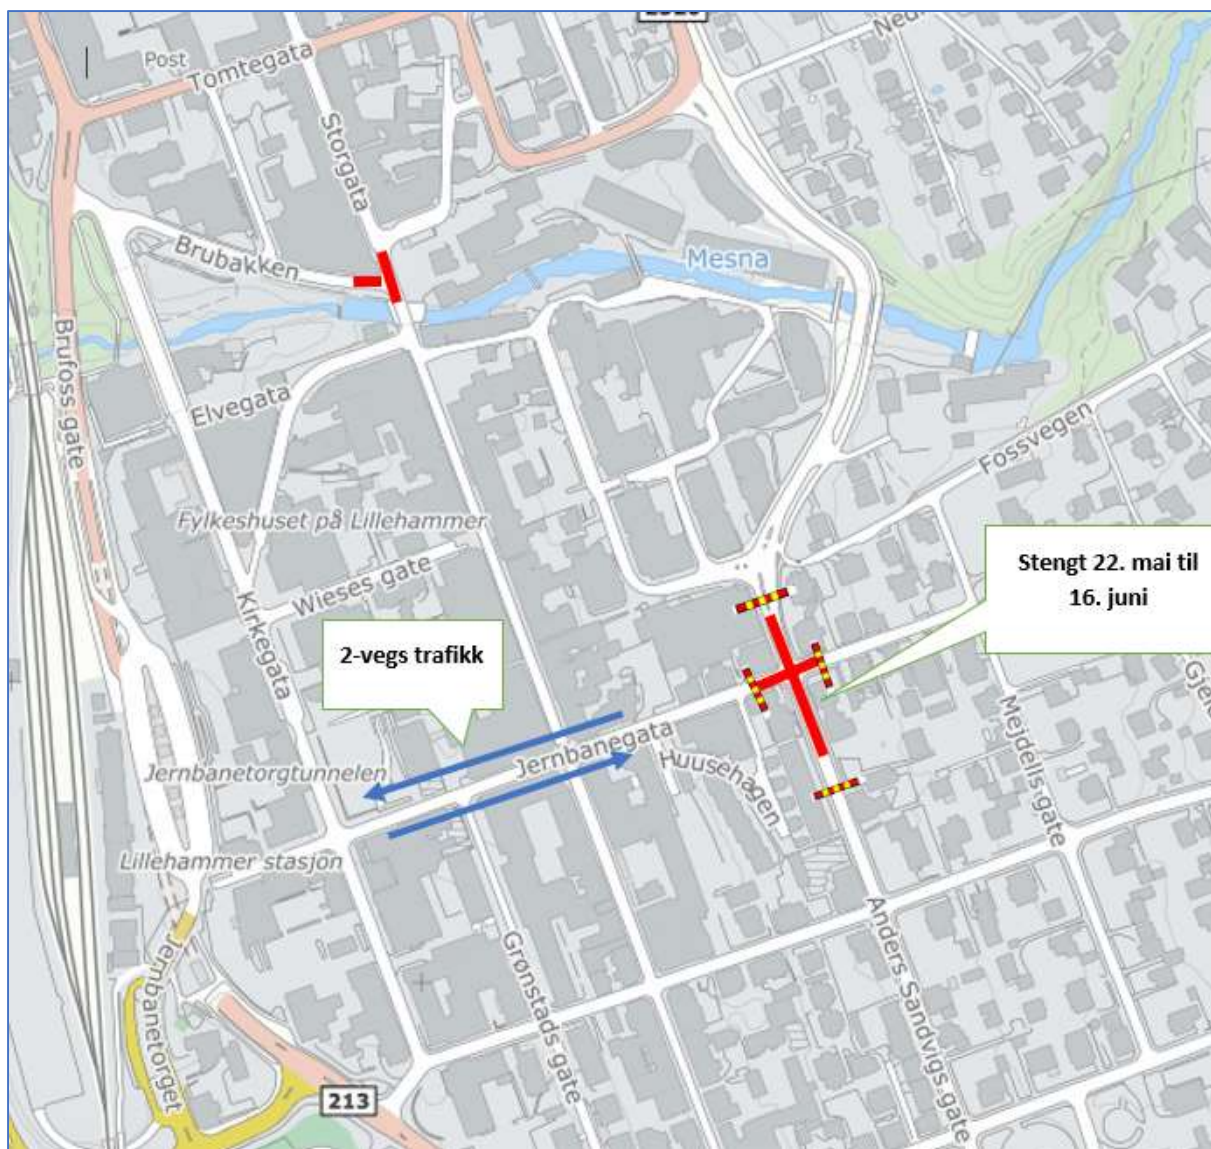 Post
Tomtegata
Storgata
Brubakken
Mesna
Brufoss gate
Elvegata
Fossvegen
Fylkeshuset på Lillehammer
Wieses gate
Kirkegata
Stengt 22. mai til
16. juni
2-vegs trafikk
Jernbanegata
Huusehagen
Mejdells gate
Jernbanetorgtunnelen
Lillehammer stasjon
Jernbanetorget
Grønstads gate
Anders Sandvigs gate
213